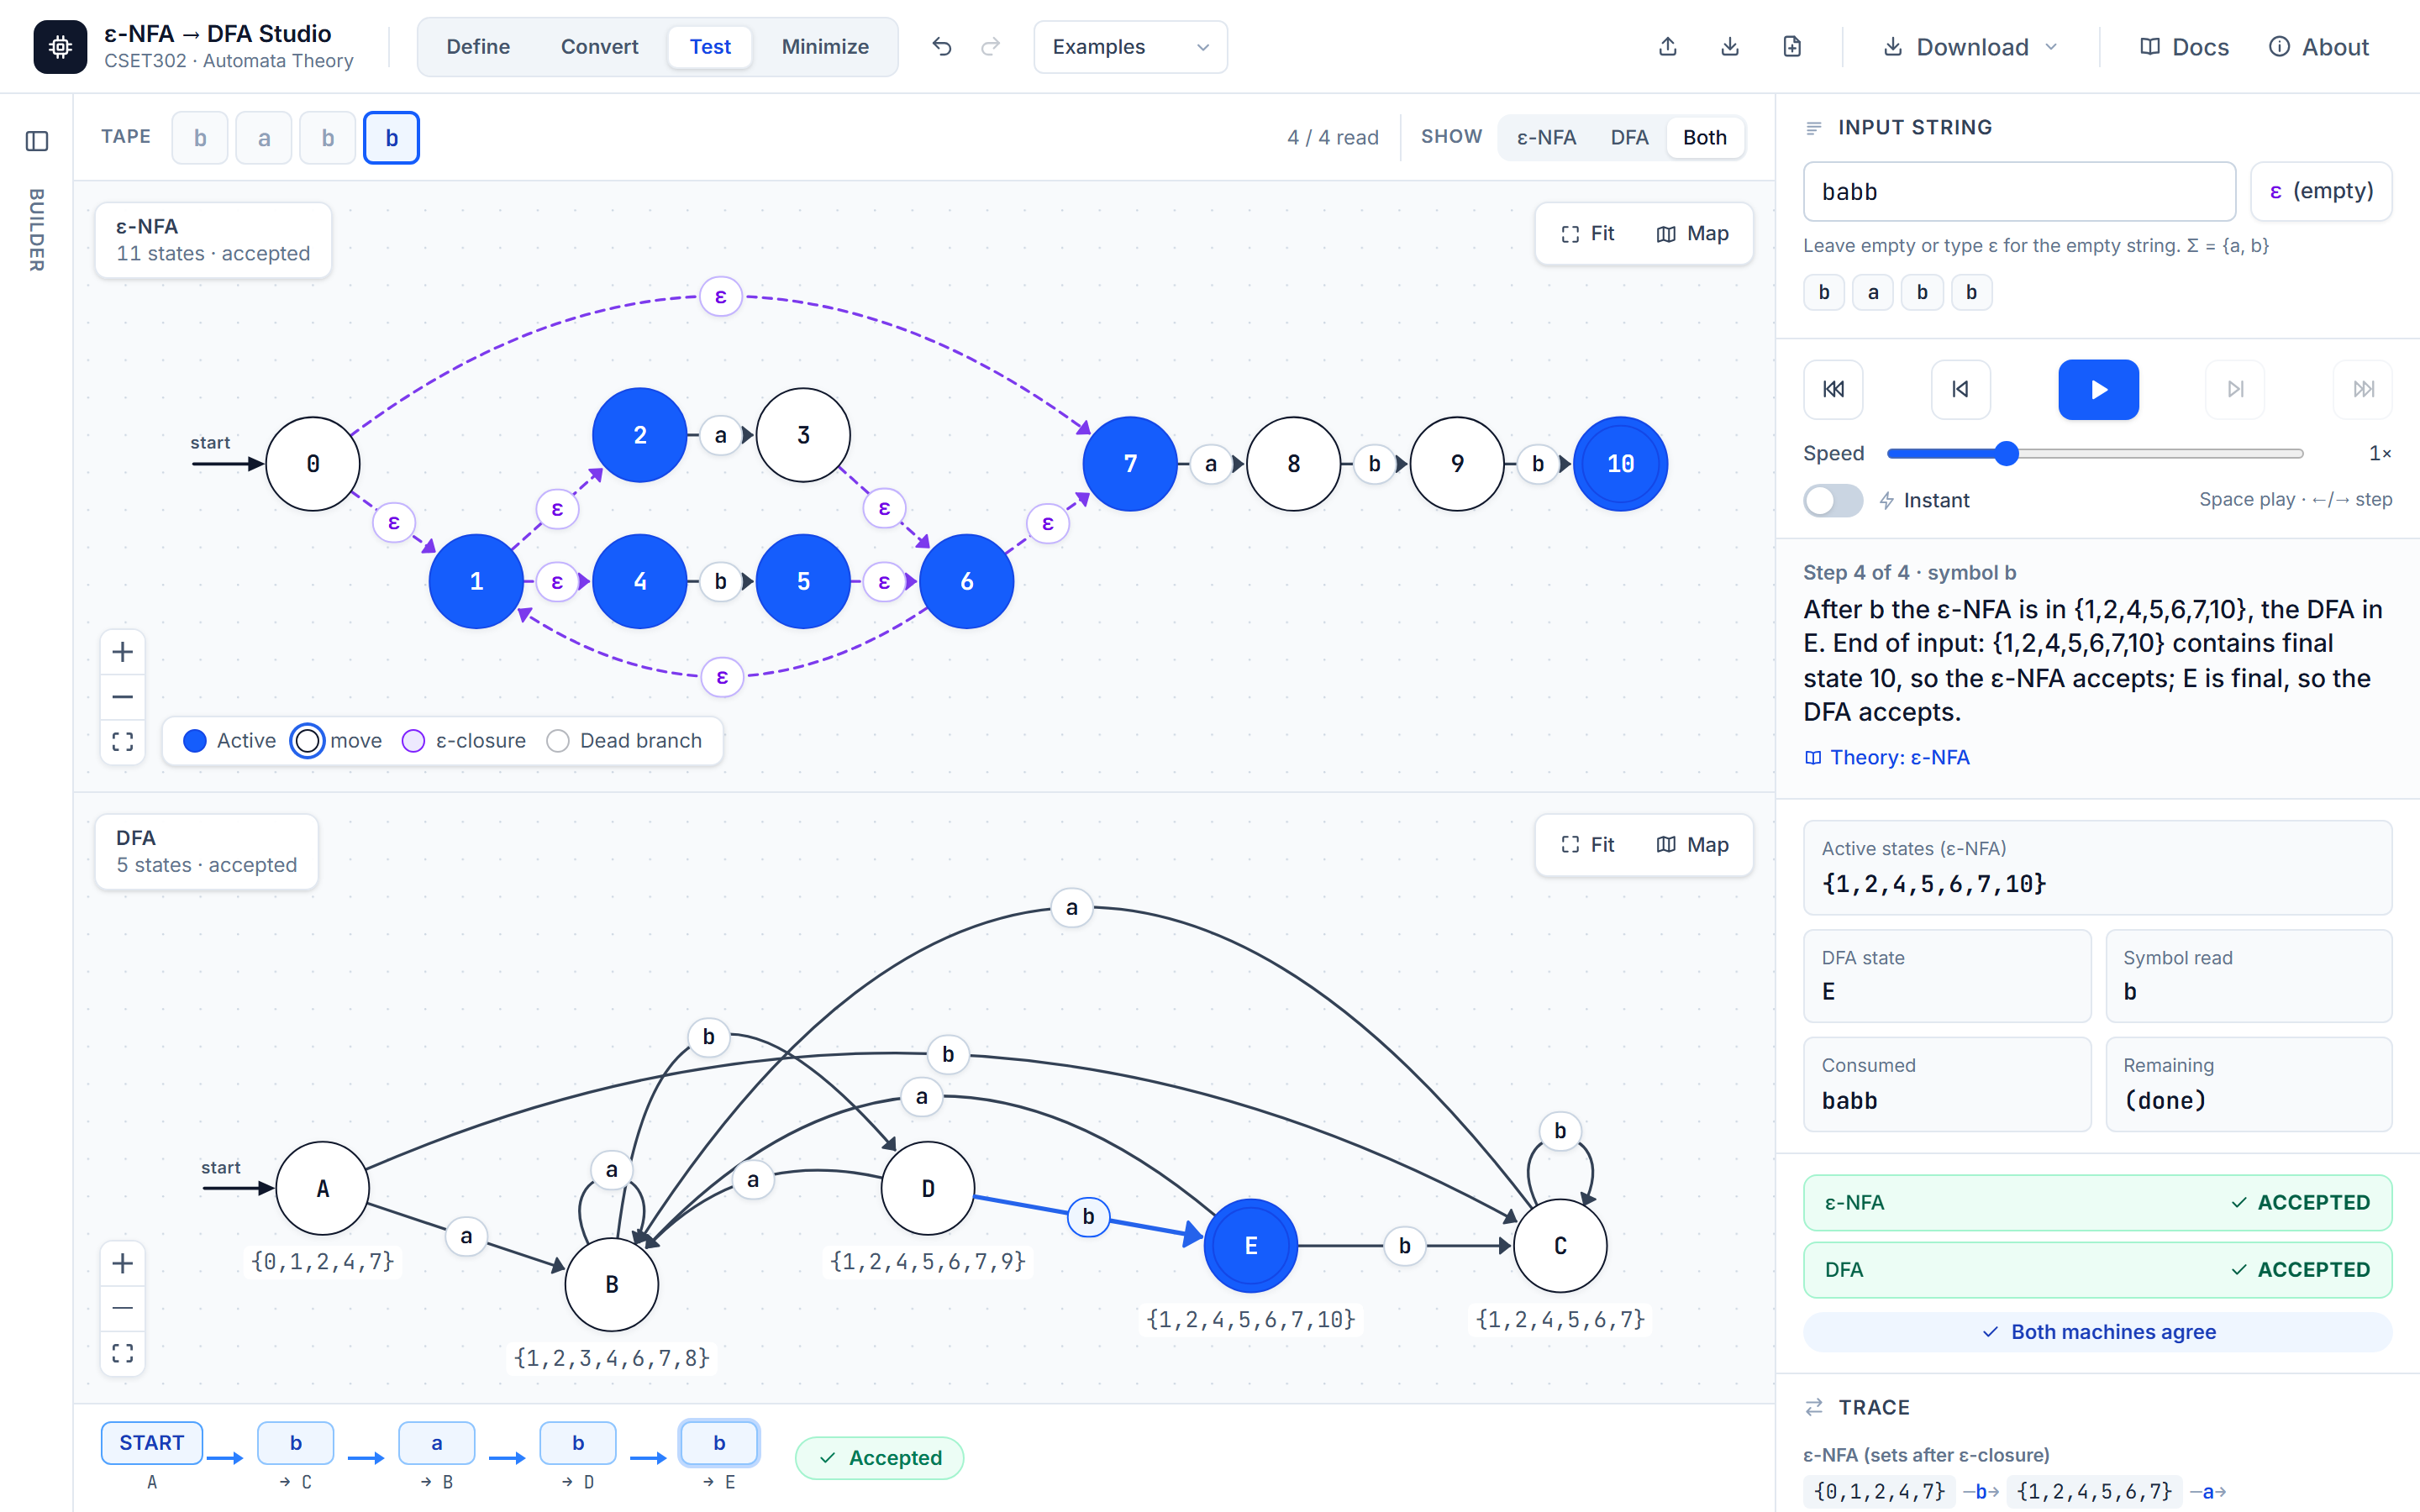 ε-NFA → DFA Studio
CSET302 · Automata Theory
Define Convert Test Minimize
Examples
Download
Docs
About
BUILDER
TAPE b a b b
4 / 4 read
SHOW ε-NFA DFA Both
ε-NFA
11 states · accepted
Fit Map
ε
start
0
2
a
3
7
a
8
b
9
b
10
ε
ε
ε
ε
1
ε
4
b
5
ε
6
ε
Active move ε-closure Dead branch
DFA
5 states · accepted
Fit Map
a
b
b
a
b
start
A
a
a
D
b
E
b
C
a
B
{0,1,2,4,7}
{1,2,4,5,6,7,9}
{1,2,4,5,6,7,10}
{1,2,4,5,6,7}
{1,2,3,4,6,7,8}
START b a b b
A → C → B → D → E
Accepted
INPUT STRING
babb
ε (empty)
Leave empty or type ε for the empty string. Σ = {a, b}
b a b b
Speed 1×
Instant
Space play · ←/→ step
Step 4 of 4 · symbol b
After b the ε-NFA is in {1,2,4,5,6,7,10}, the DFA in
E. End of input: {1,2,4,5,6,7,10} contains final
state 10, so the ε-NFA accepts; E is final, so the
DFA accepts.
Theory: ε-NFA
Active states (ε-NFA)
{1,2,4,5,6,7,10}
DFA state
E
Symbol read
b
Consumed
babb
Remaining
(done)
ε-NFA ACCEPTED
DFA ACCEPTED
Both machines agree
TRACE
ε-NFA (sets after ε-closure)
{0,1,2,4,7} —b→ {1,2,4,5,6,7} —a→